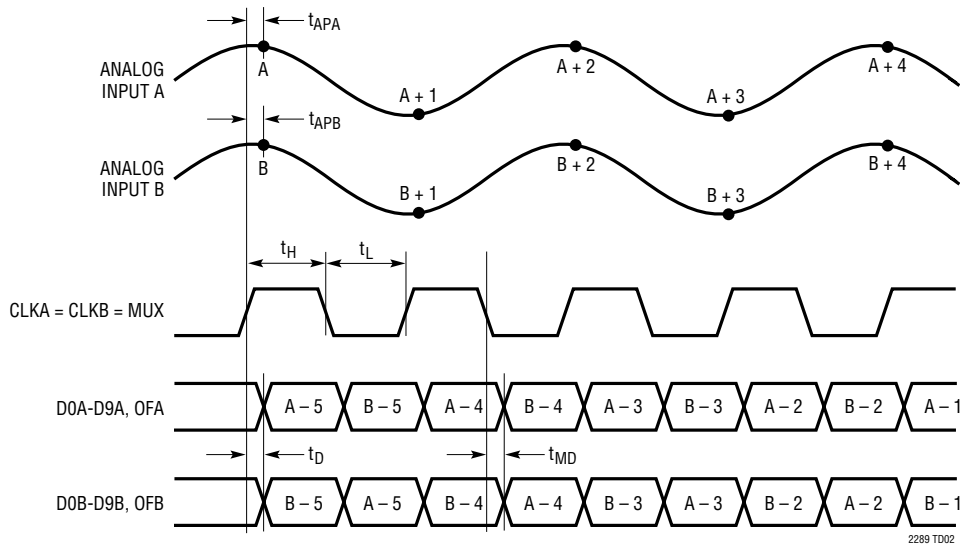 tAPA
ANALOG
INPUT A
A
A + 1
A + 2
A + 3
A + 4
tAPB
ANALOG
INPUT B
B
B + 1
B + 2
B + 3
B + 4
tH
tL
CLKA = CLKB = MUX
D0A-D9A, OFA
A – 5
B – 5
A – 4
B – 4
A – 3
B – 3
A – 2
B – 2
A – 1
tD
tMD
D0B-D9B, OFB
B – 5
A – 5
B – 4
A – 4
B – 3
A – 3
B – 2
A – 2
B – 1
2289 TD02